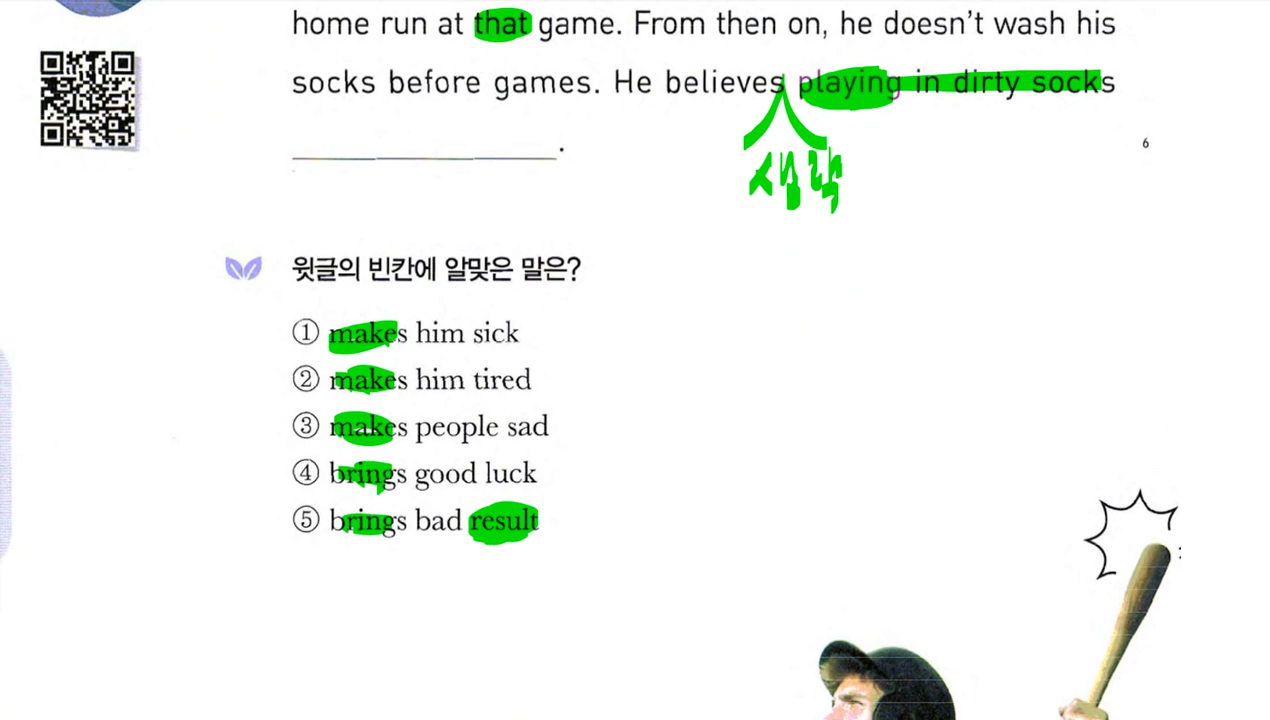 home run at that game. From then on, he doesn't wash his
socks before games. He believes playing in dirty socks
.
생략
6
윗글의 빈칸에 알맞은 말은?
① makes him sick
② makes him tired
③ makes people sad
④ brings good luck
⑤ brings bad result